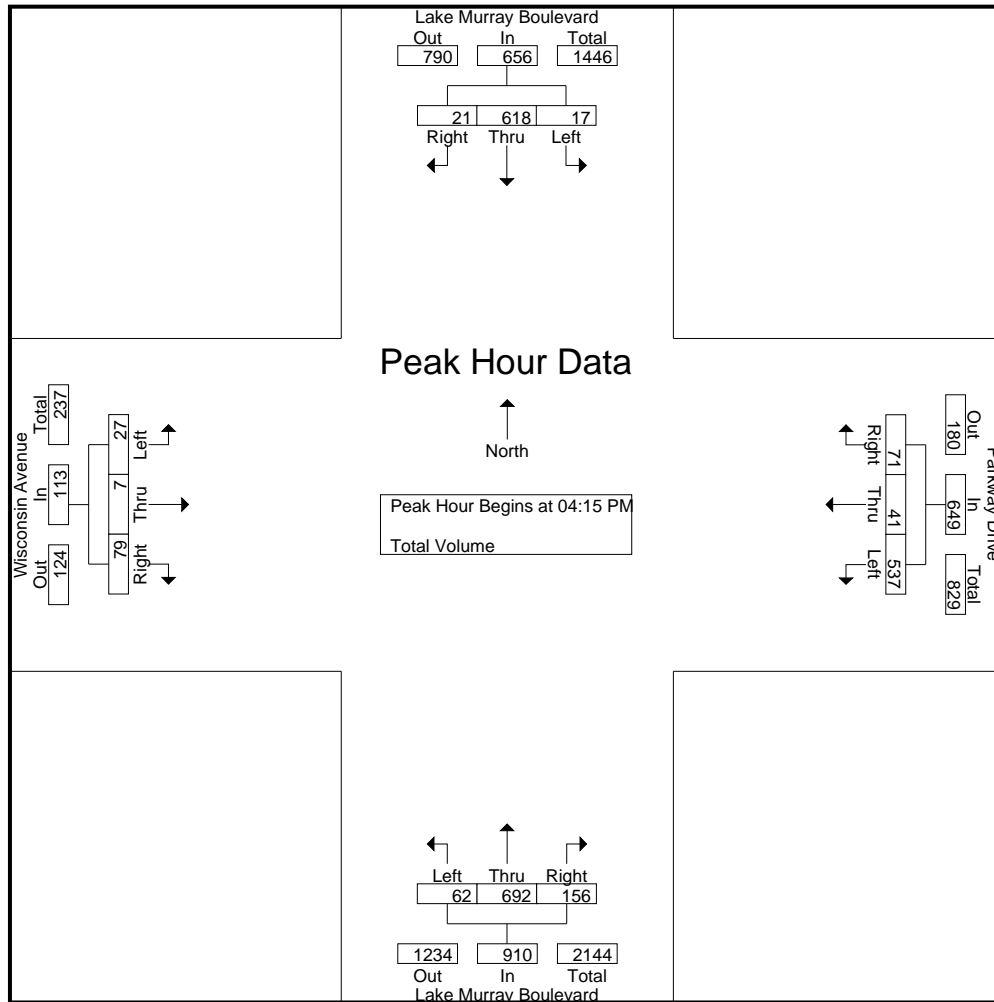 Lake Murray Boulevard
Out In Total
790 656 1446
21 618 17
Right Thru Left
Peak Hour Data
North
Peak Hour Begins at 04:15 PM
Total Volume
Wisconsin Avenue
Out In Total
124 113 237
Right Thru Left
79 7 27
Parkway Drive
Out In Total
180 649 829
Right Thru Left
71 41 537
Left Thru Right
62 692 156
1234 910 2144
Out In Total
Lake Murray Boulevard